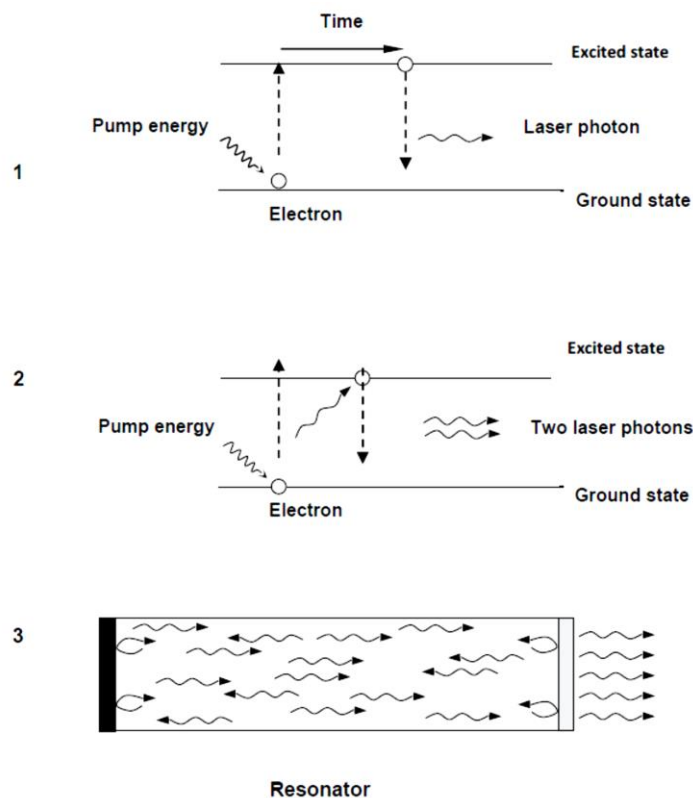 Time
Excited state
Pump energy
Laser photon
1
Ground state
Electron
Excited state
2
Pump energy
Two laser photons
Ground state
Electron
3
Resonator